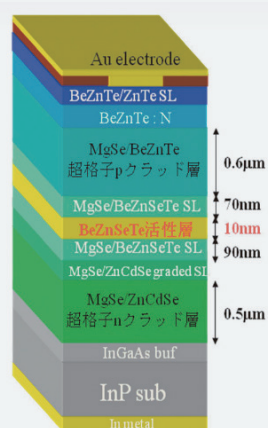 Au electrode
BeZnTe/ZnTe SL
BeZnTe : N
MgSe/BeZnTe
超格子pクラッド層
0.6μm
MgSe/BeZnSeTe SL
70nm
BeZnSeTe活性層
10nm
MgSe/BeZnSeTe SL
90nm
MgSe/ZnCdSe graded SL
MgSe/ZnCdSe
超格子nクラッド層
0.5μm
InGaAs buf
InP sub
In metal